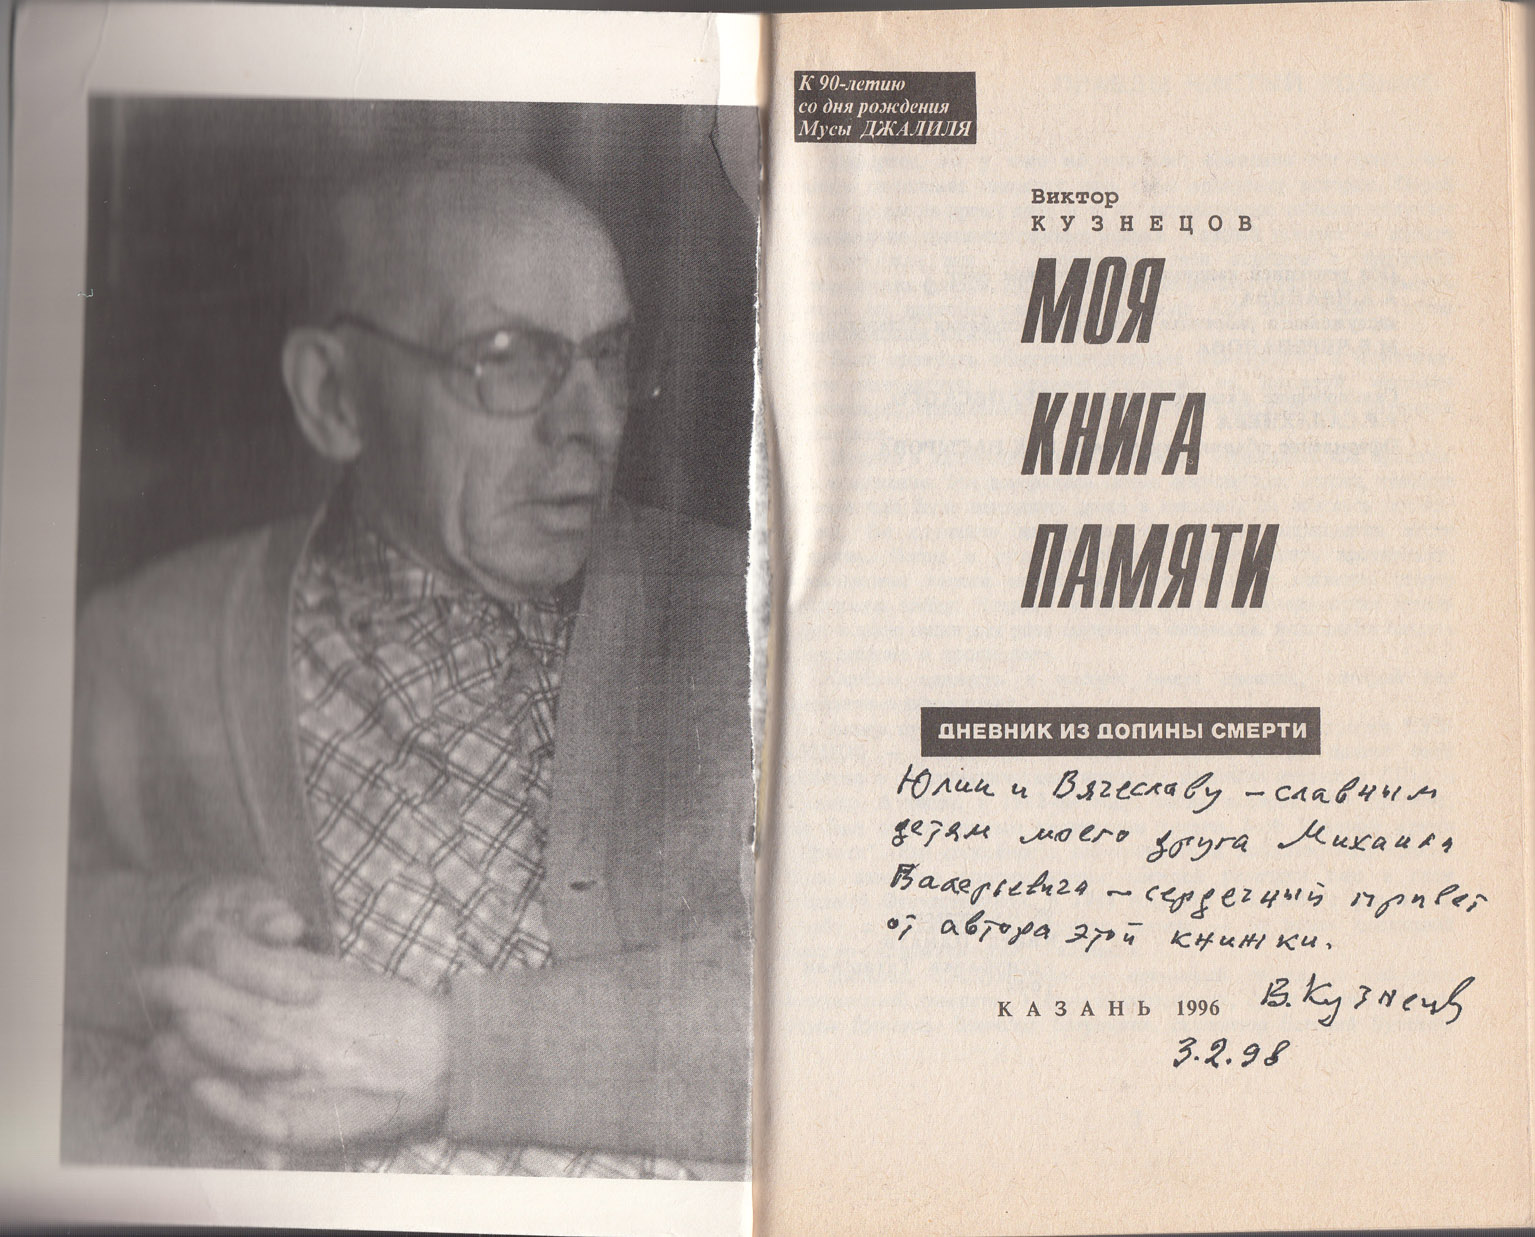 К 90-летию
со дня рождения
Мусы ДЖАЛИЛЯ
Виктор
КУЗНЕЦОВ
МОЯ
КНИГА
ПАМЯТИ
ДНЕВНИК ИЗ ДОЛИНЫ СМЕРТИ
Юлии и Вячеславу – славным
детям моего друга Михаила
Валерьевича – сердечный привет
от автора этой книжки.
КАЗАНЬ 1996 В. Кузнецов
3.2.98